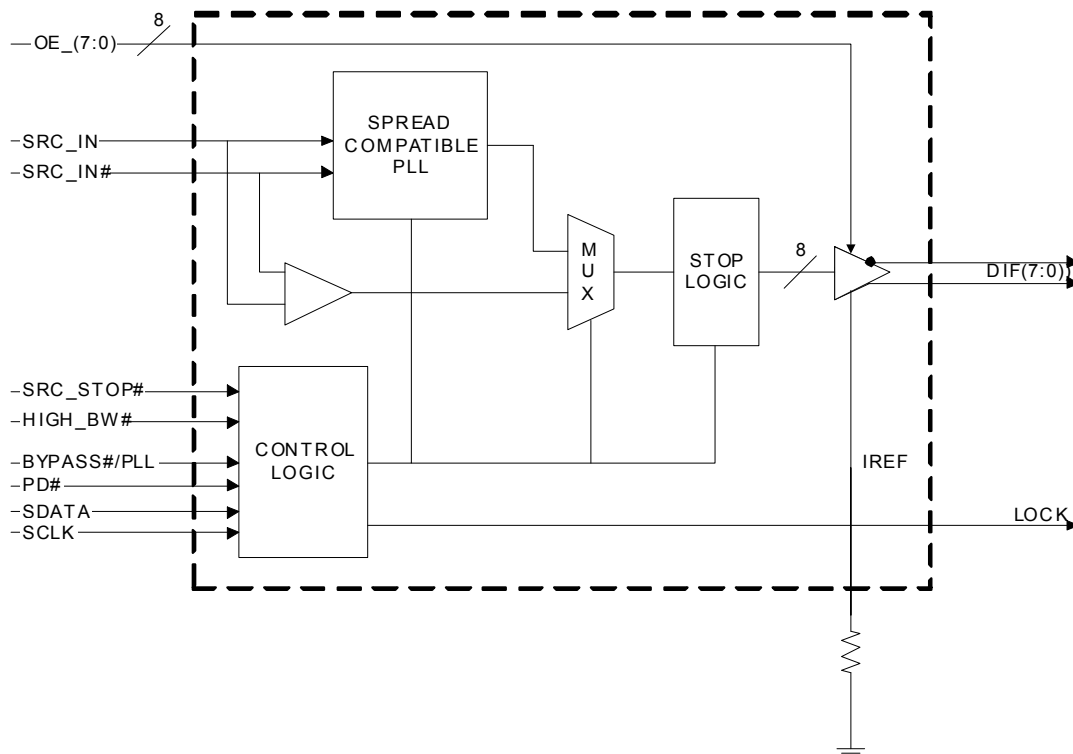 8
OE_(7:0)
SRC_IN
SRC_IN#
SPREAD
COMPATIBLE
PLL
M
U
X
STOP
LOGIC
8
DIF(7:0))
SRC_STOP#
HIGH_BW#
BYPASS#/PLL
PD#
SDATA
SCLK
CONTROL
LOGIC
IREF
LOCK